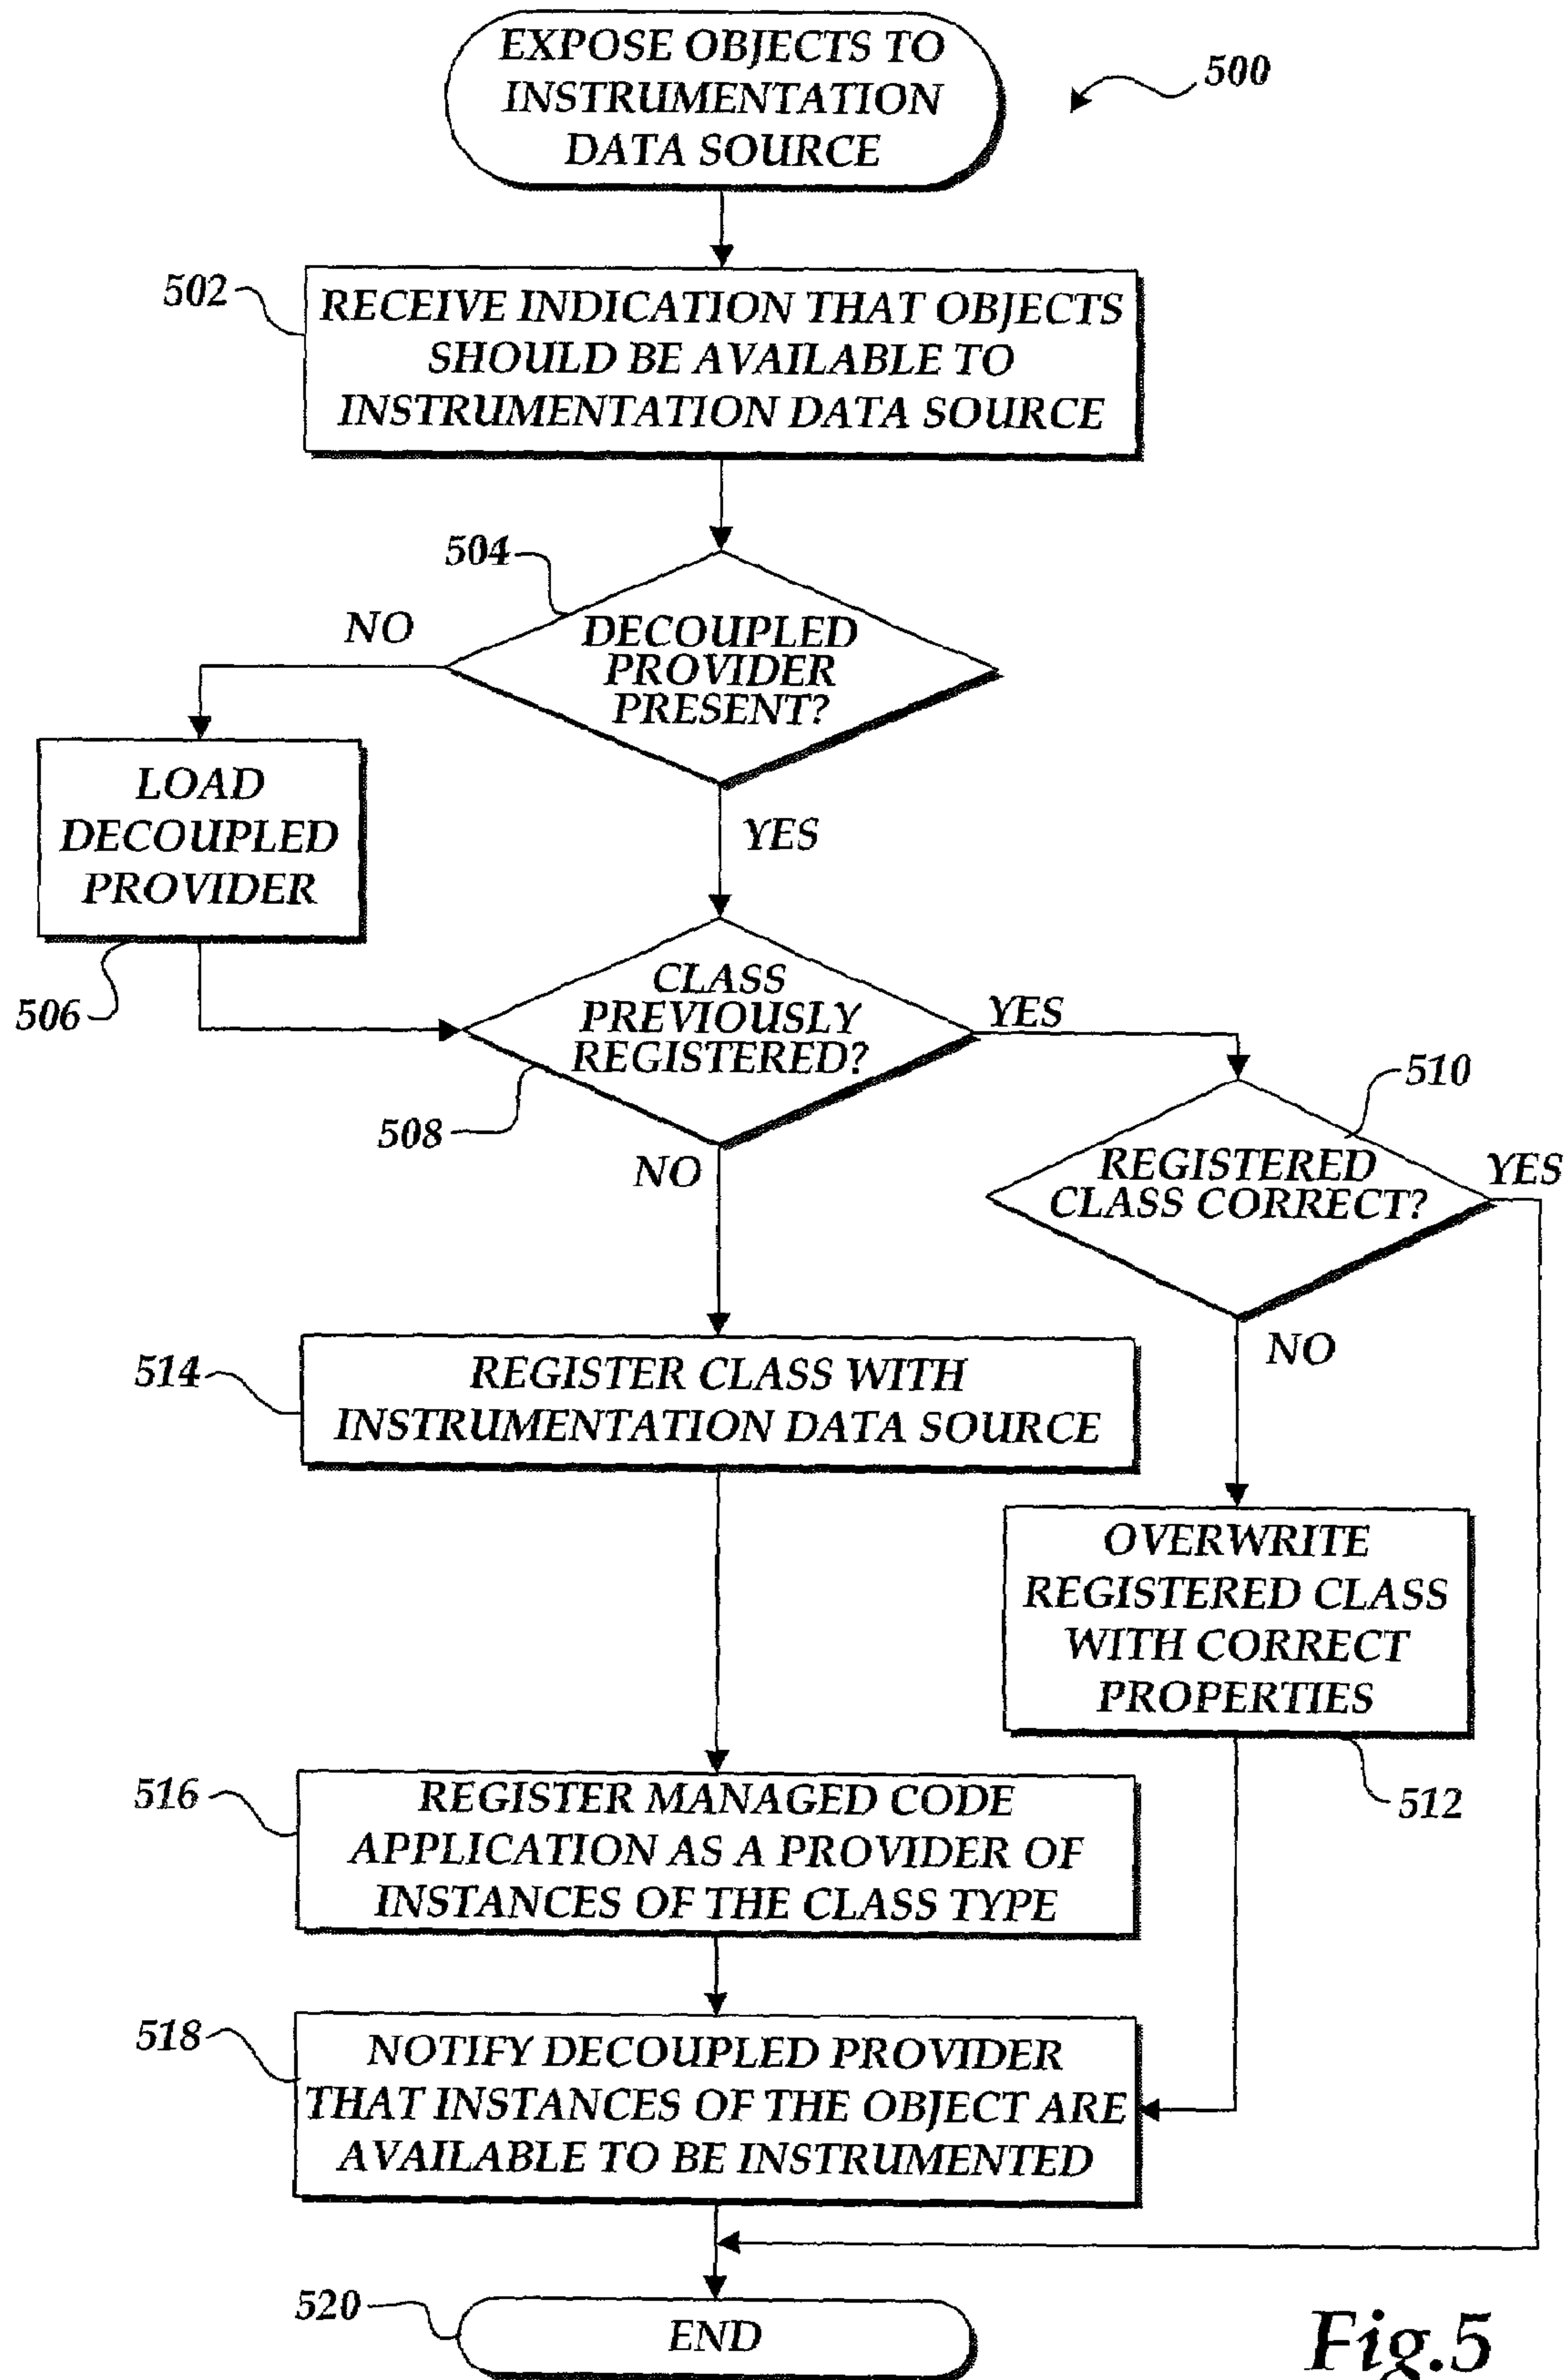 EXPOSE OBJECTS TO
INSTRUMENTATION
DATA SOURCE
500
502
RECEIVE INDICATION THAT OBJECTS
SHOULD BE AVAILABLE TO
INSTRUMENTATION DATA SOURCE
504
NO
DECOUPLED
PROVIDER
PRESENT?
LOAD
DECOUPLED
PROVIDER
YES
506
CLASS
PREVIOUSLY
REGISTERED?
YES
508
510
NO
REGISTERED
CLASS CORRECT?
YES
514
REGISTER CLASS WITH
INSTRUMENTATION DATA SOURCE
NO
OVERWRITE
REGISTERED CLASS
WITH CORRECT
PROPERTIES
512
516
REGISTER MANAGED CODE
APPLICATION AS A PROVIDER OF
INSTANCES OF THE CLASS TYPE
518
NOTIFY DECOUPLED PROVIDER
THAT INSTANCES OF THE OBJECT ARE
AVAILABLE TO BE INSTRUMENTED
520
END
Fig.5